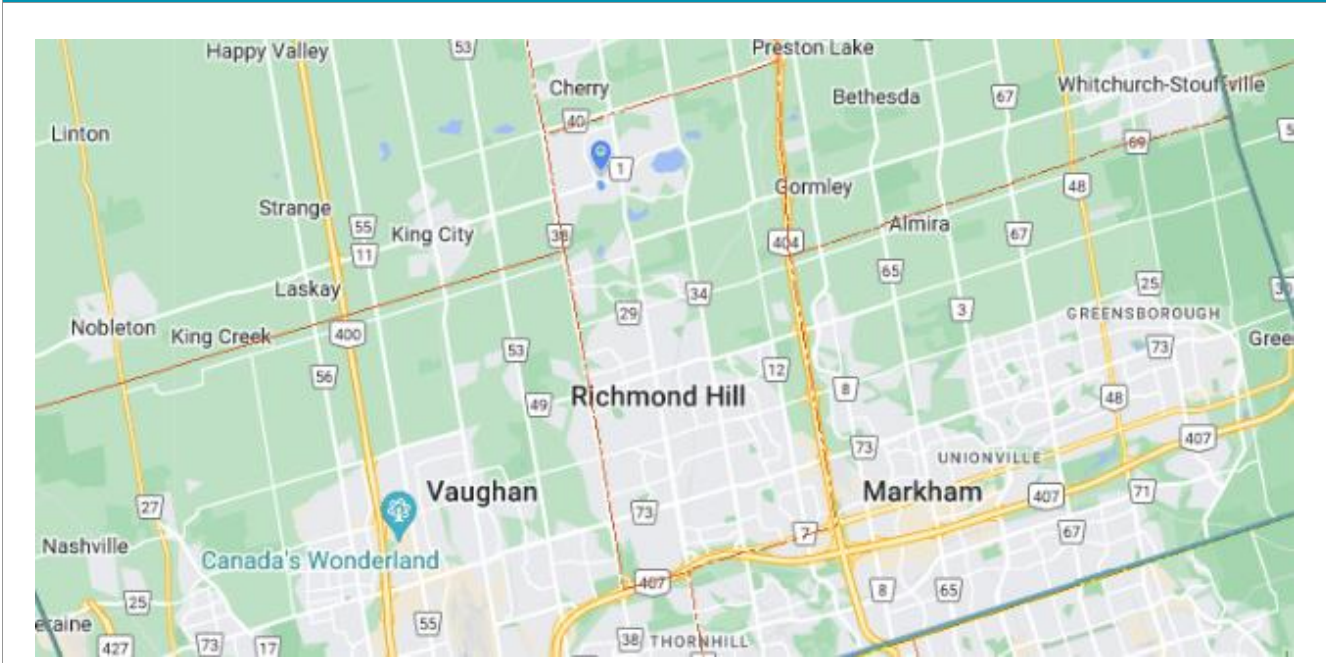 Happy Valley
53
Preston Lake
Cherry
Bethesda
67
Whitchurch-Stouffville
40
Linton
69
1
Gormley
48
Strange
55
King City
38
404
Almira
67
11
65
Laskay
34
25
29
3
GREENSBOROUGH
Nobleton
King Creek
400
53
73
Gree
56
12
8
49
Richmond Hill
48
73
407
UNIONVILLE
Vaughan
Markham
407
71
27
73
7
67
Nashville
Canada's Wonderland
407
8
65
25
eraine
55
427
73
17
38
THORNHILL